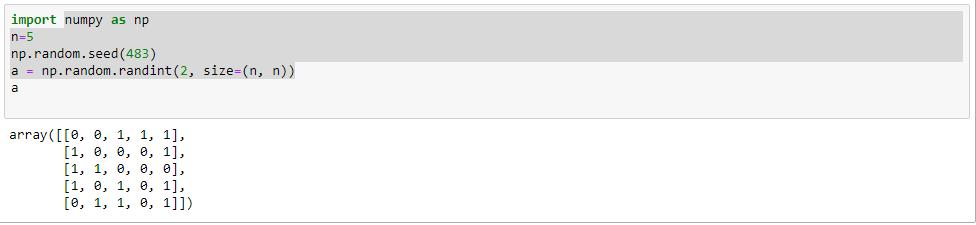 import numpy as np
n=5
np.random.seed(483)
a = np.random.randint(2, size=(n, n))
a
array([[0, 0, 1, 1, 1],
[1, 0, 0, 0, 1],
[1, 1, 0, 0, 0],
[1, 0, 1, 0, 1],
[0, 1, 1, 0, 1]])